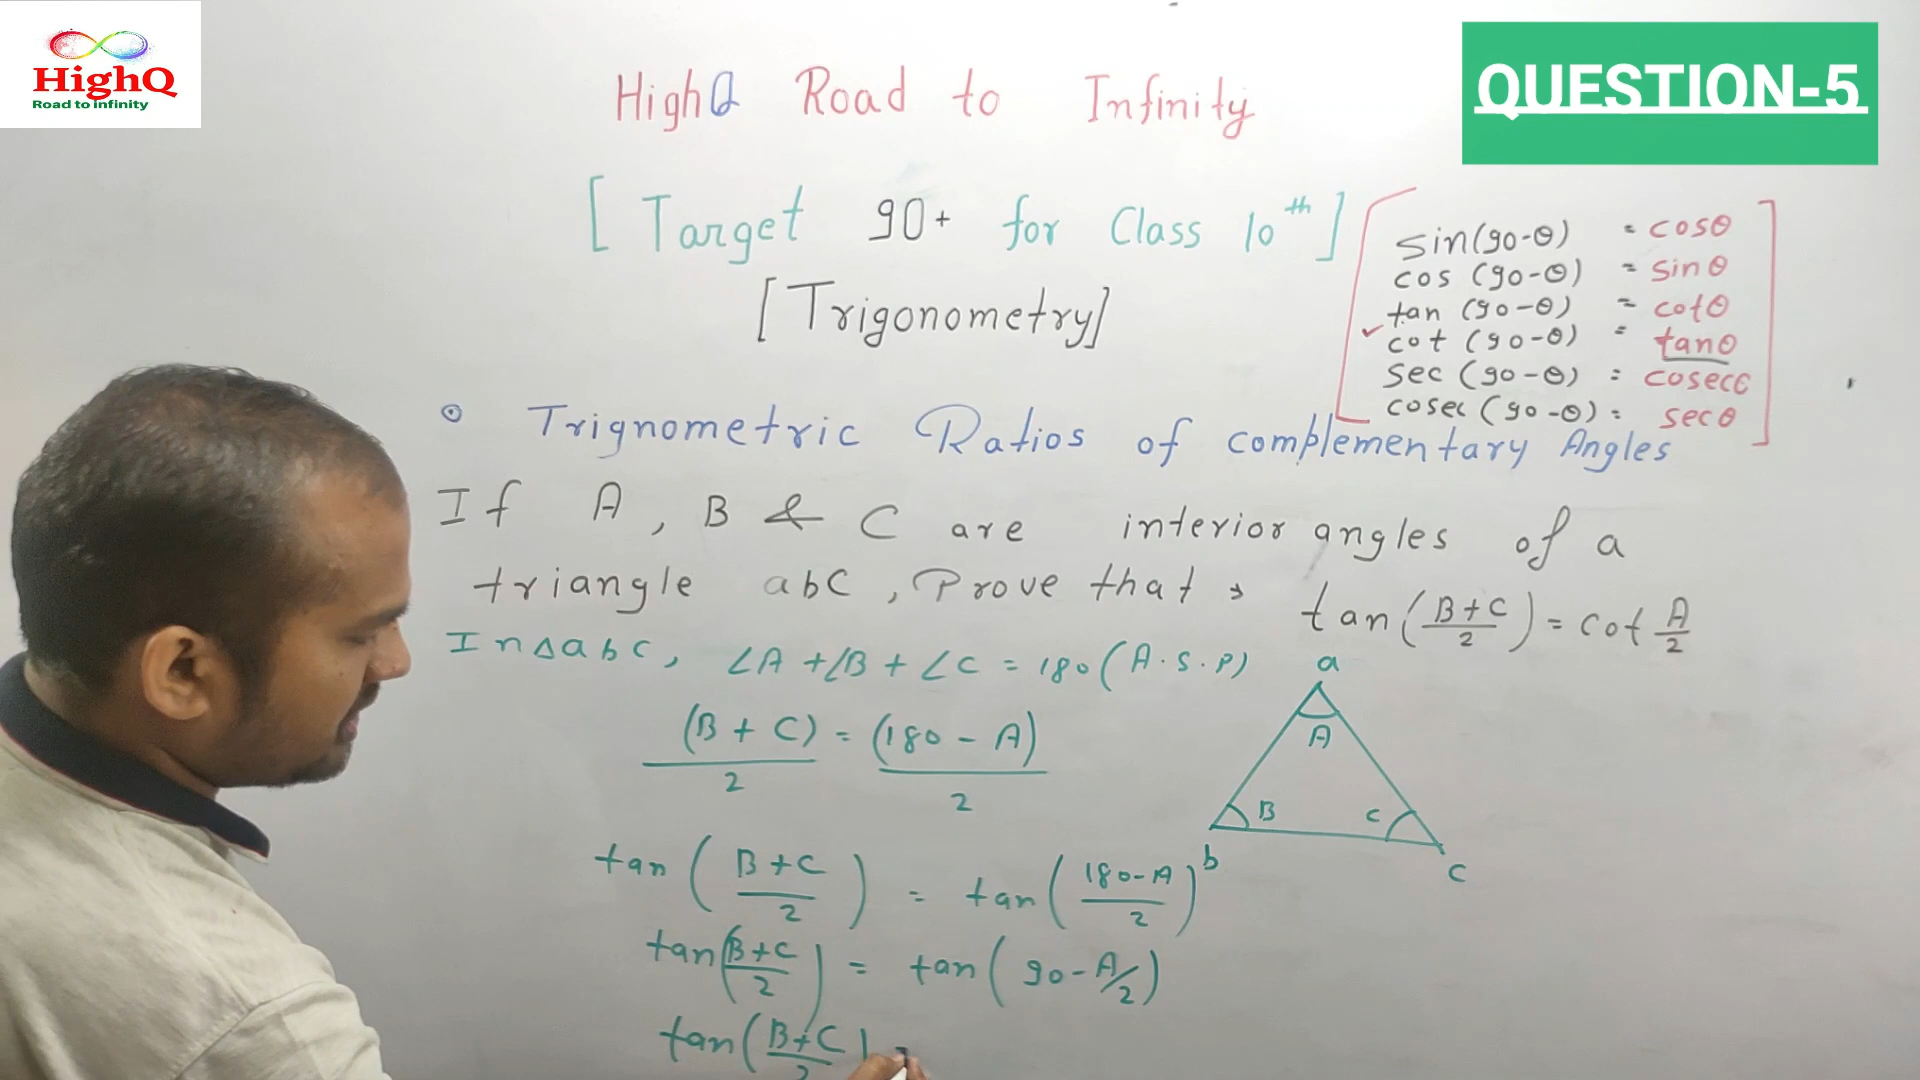 HighQ
Road to infinity
QUESTION-5
HighQ Road to Infinity
[Target 90+ for Class 10th]
[Trigonometry]
sin(90-θ) = cosθ
cos (90-θ) = sinθ
tan (90-θ) = cotθ
✓ cot (90-θ) = tanθ
sec (90-θ) = cosecθ
cosec (90-θ) = secθ
Trignometric Ratios of complementary Angles
If A, B & C are interior angles of a
triangle abc, Prove that → tan(B+C/2) = cot A/2
In Δabc, ∠A + ∠B + ∠C = 180 (A.S.P)
(B + C)/2 = (180 - A)/2
tan (B+C/2) = tan (180-A/2)
tan (B+C/2) = tan (90-A/2)
tan (B+C/2) =
a
A
B
C
b
c